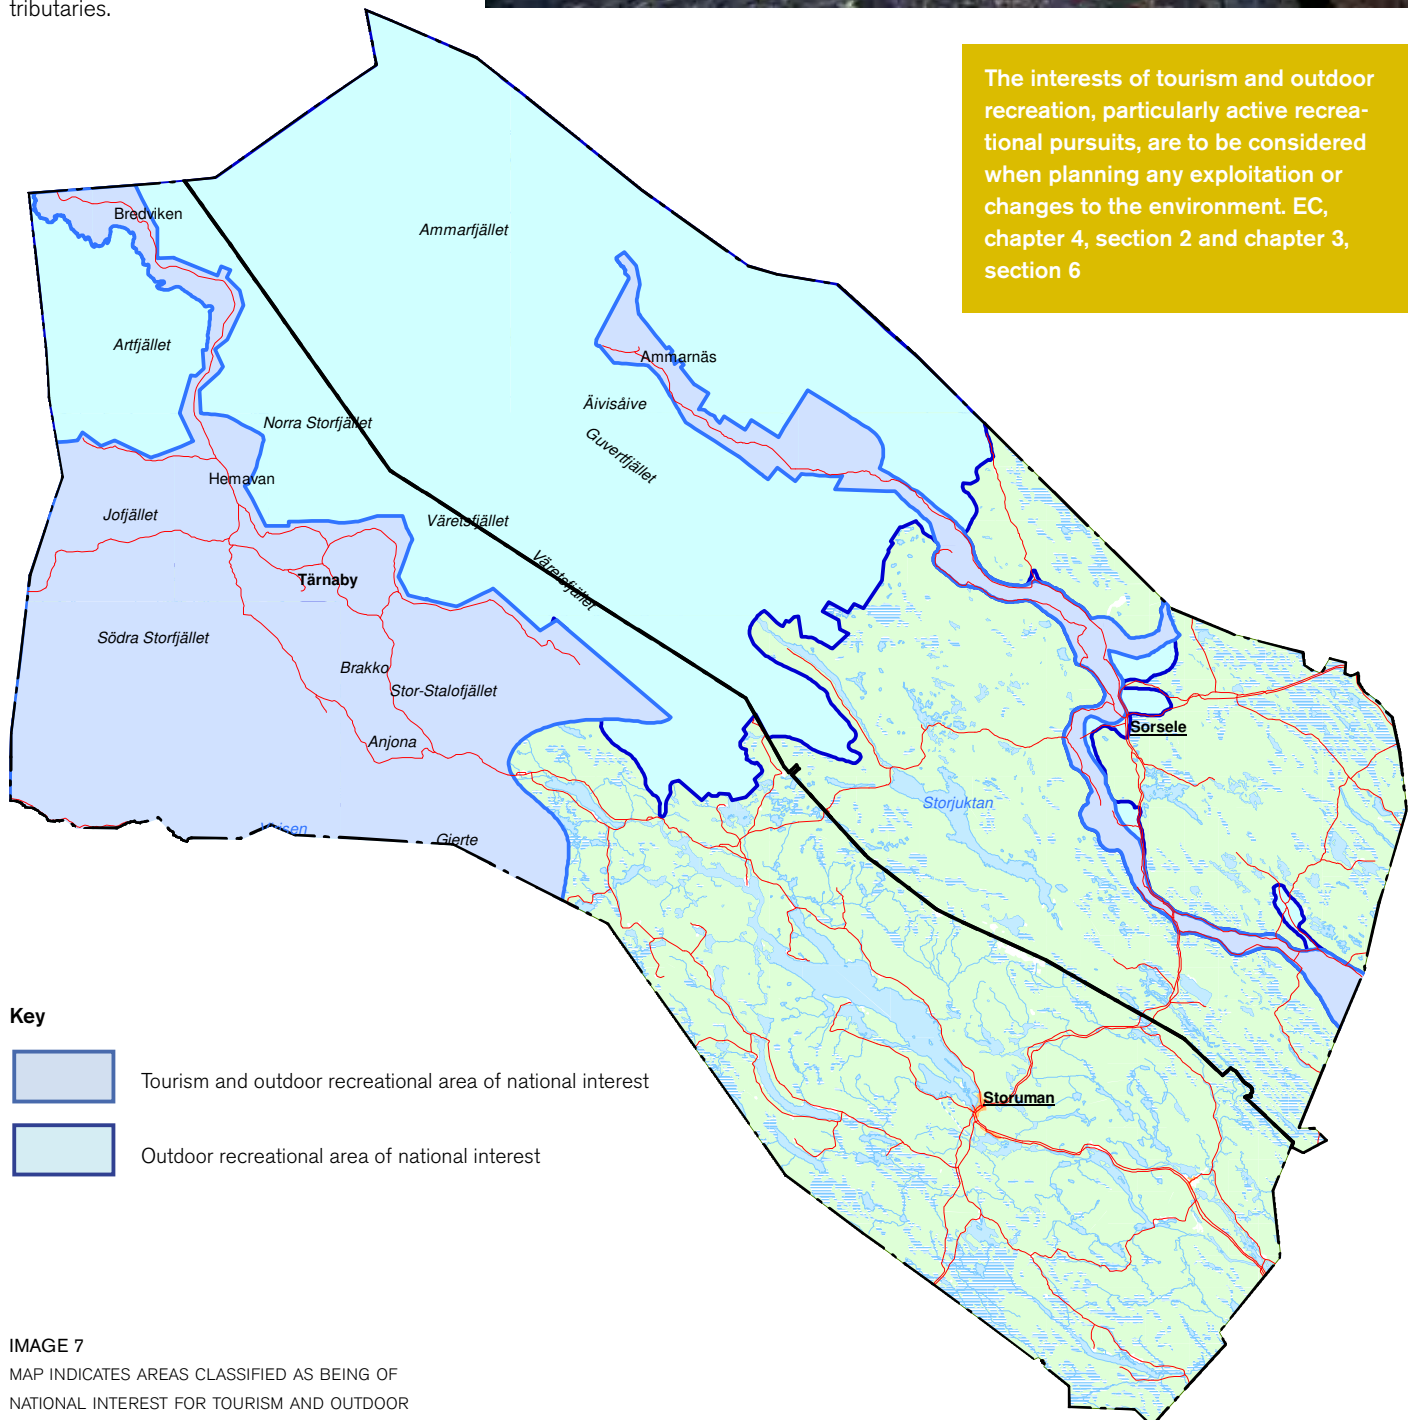 tributaries.
The interests of tourism and outdoor
recreation, particularly active recrea-
tional pursuits, are to be considered
when planning any exploitation or
changes to the environment. EC,
chapter 4, section 2 and chapter 3,
section 6
Bredviken
Ammarfjället
Artfjället
Ammarnäs
Äivisåive
Norra Storfjället
Guvertfjället
Hemavan
Jofjället
Väretsfjället
Väretsfjället
Tärnaby
Södra Storfjället
Brakko
Stor-Stalofjället
Anjona
Sorsele
Storjuktan
Gierte
Storuman
Key
Tourism and outdoor recreational area of national interest
Outdoor recreational area of national interest
IMAGE 7
MAP INDICATES AREAS CLASSIFIED AS BEING OF
NATIONAL INTEREST FOR TOURISM AND OUTDOOR